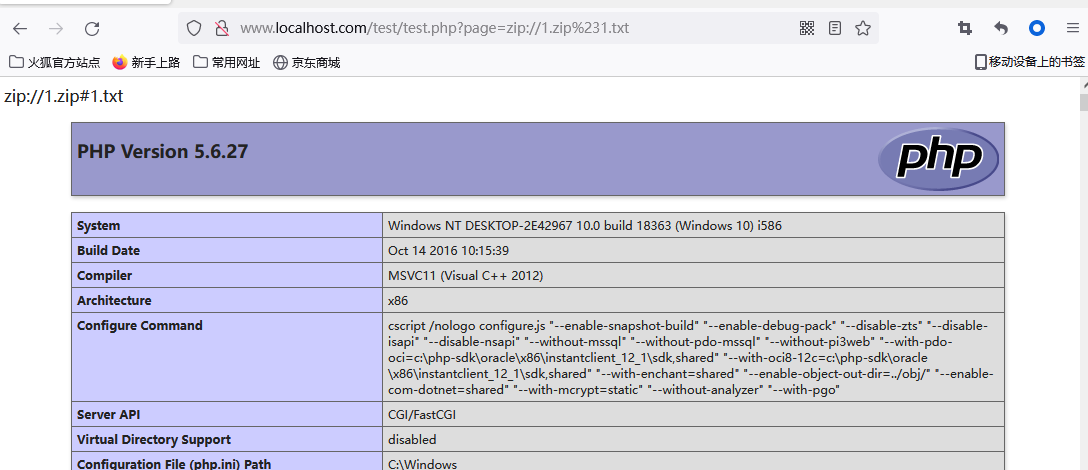 www.localhost.com/test/test.php?page=zip://1.zip%231.txt
火狐官方站点 新手上路 常用网址 京东商城 移动设备上的书签
zip://1.zip#1.txt
PHP Version 5.6.27
php
System Windows NT DESKTOP-2E42967 10.0 build 18363 (Windows 10) i586
Build Date Oct 14 2016 10:15:39
Compiler MSVC11 (Visual C++ 2012)
Architecture x86
Configure Command cscript /nologo configure.js "--enable-snapshot-build" "--enable-debug-pack" "--disable-zts" "--disable-
isapi" "--disable-nsapi" "--without-mssql" "--without-pdo-mssql" "--without-pi3web" "--with-pdo-
oci=c:\php-sdk\oracle\x86\instantclient_12_1\sdk,shared" "--with-oci8-12c=c:\php-sdk\oracle
\x86\instantclient_12_1\sdk,shared" "--with-enchant=shared" "--enable-object-out-dir=../obj/" "--enable-
com-dotnet=shared" "--with-mcrypt=static" "--without-analyzer" "--with-pgo"
Server API CGI/FastCGI
Virtual Directory Support disabled
Configuration File (php.ini) Path C:\Windows